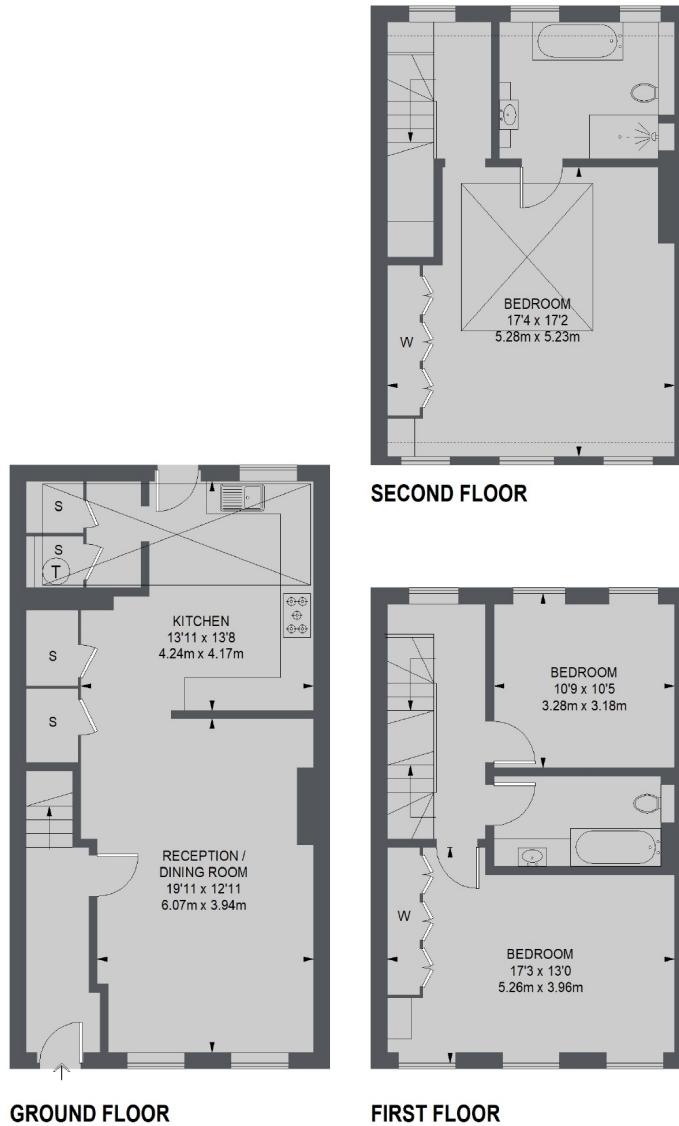 BEDROOM
17'4 x 17'2
5.28m x 5.23m
W
SECOND FLOOR
S
S
T
KITCHEN
13'11 x 13'8
4.24m x 4.17m
S
S
RECEPTION /
DINING ROOM
19'11 x 12'11
6.07m x 3.94m
GROUND FLOOR
BEDROOM
10'9 x 10'5
3.28m x 3.18m
W
BEDROOM
17'3 x 13'0
5.26m x 3.96m
FIRST FLOOR